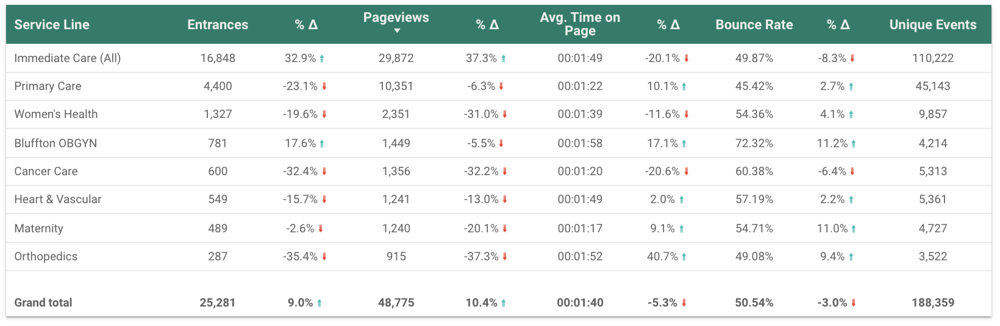 Service Line Entrances % Δ Pageviews % Δ Avg. Time on Page % Δ Bounce Rate % Δ Unique Events
Immediate Care (All) 16,848 32.9% 29,872 37.3% 00:01:49 -20.1% 49.87% -8.3% 110,222
Primary Care 4,400 -23.1% 10,351 -6.3% 00:01:22 10.1% 45.42% 2.7% 45,143
Women's Health 1,327 -19.6% 2,351 -31.0% 00:01:39 -11.6% 54.36% 4.1% 9,857
Bluffton OBGYN 781 17.6% 1,449 -5.5% 00:01:58 17.1% 72.32% 11.2% 4,214
Cancer Care 600 -32.4% 1,356 -32.2% 00:01:20 -20.6% 60.38% -6.4% 5,313
Heart & Vascular 549 -15.7% 1,241 -13.0% 00:01:49 2.0% 57.19% 2.2% 5,361
Maternity 489 -2.6% 1,240 -20.1% 00:01:17 9.1% 54.71% 11.0% 4,727
Orthopedics 287 -35.4% 915 -37.3% 00:01:52 40.7% 49.08% 9.4% 3,522
Grand total 25,281 9.0% 48,775 10.4% 00:01:40 -5.3% 50.54% -3.0% 188,359